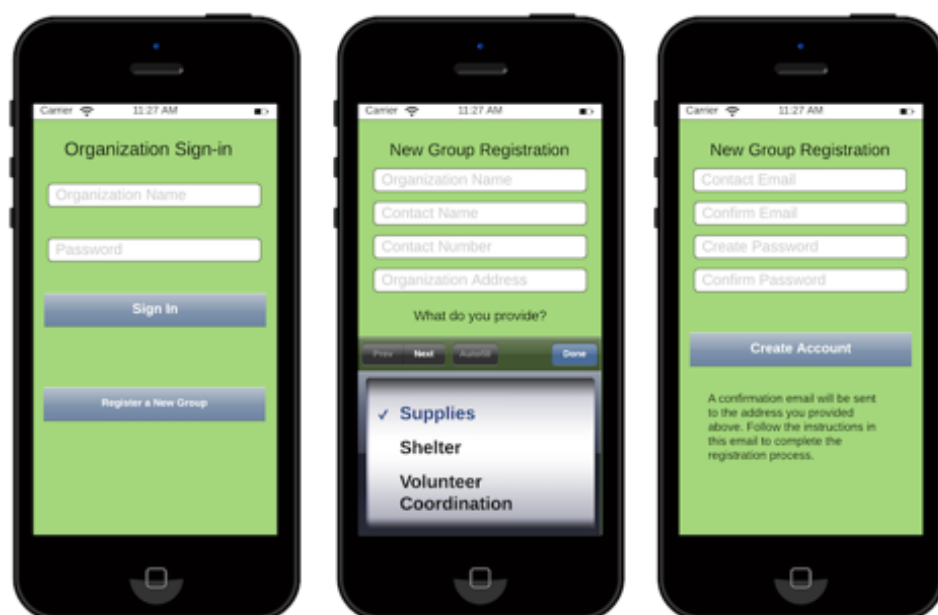 Carrier 11:27 AM
Organization Sign-in
Organization Name
Password
Sign In
Register a New Group
Carrier 11:27 AM
New Group Registration
Organization Name
Contact Name
Contact Number
Organization Address
What do you provide?
Prev Next Autofill Done
✓ Supplies
Shelter
Volunteer
Coordination
Carrier 11:27 AM
New Group Registration
Contact Email
Confirm Email
Create Password
Confirm Password
Create Account
A confirmation email will be sent
to the address you provided
above. Follow the instructions in
this email to complete the
registration process.